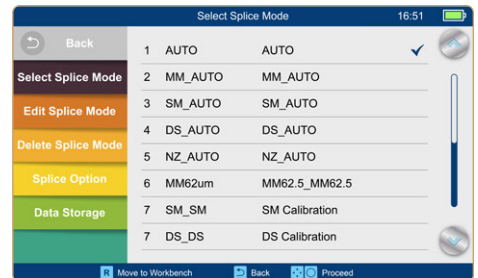 Select Splice Mode 16:51
Back
Select Splice Mode
Edit Splice Mode
Delete Splice Mode
Splice Option
Data Storage
1 AUTO AUTO
2 MM_AUTO MM_AUTO
3 SM_AUTO SM_AUTO
4 DS_AUTO DS_AUTO
5 NZ_AUTO NZ_AUTO
6 MM62um MM62.5_MM62.5
7 SM_SM SM Calibration
7 DS_DS DS Calibration
R Move to Workbench Back Proceed